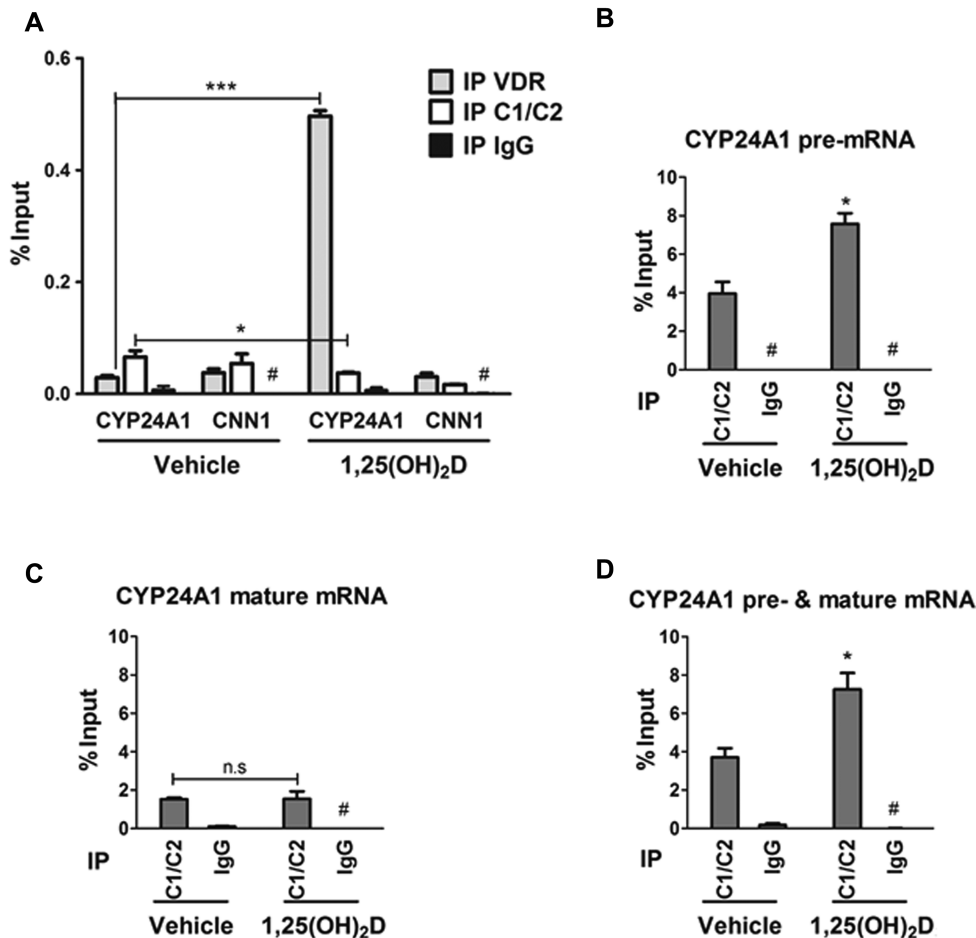 A
0.6
0.4
0.2
0.0
% Input
***
*
#
#
IP VDR
IP C1/C2
IP IgG
CYP24A1 CNN1 CYP24A1 CNN1
Vehicle 1,25(OH)₂D
B
CYP24A1 pre-mRNA
10
8
6
4
2
0
% Input
*
#
#
IP
C1/C2 IgG C1/C2 IgG
Vehicle 1,25(OH)₂D
C
CYP24A1 mature mRNA
10
8
6
4
2
0
% Input
n.s
#
IP
C1/C2 IgG C1/C2 IgG
Vehicle 1,25(OH)₂D
D
CYP24A1 pre- & mature mRNA
10
8
6
4
2
0
% Input
*
#
IP
C1/C2 IgG C1/C2 IgG
Vehicle 1,25(OH)₂D